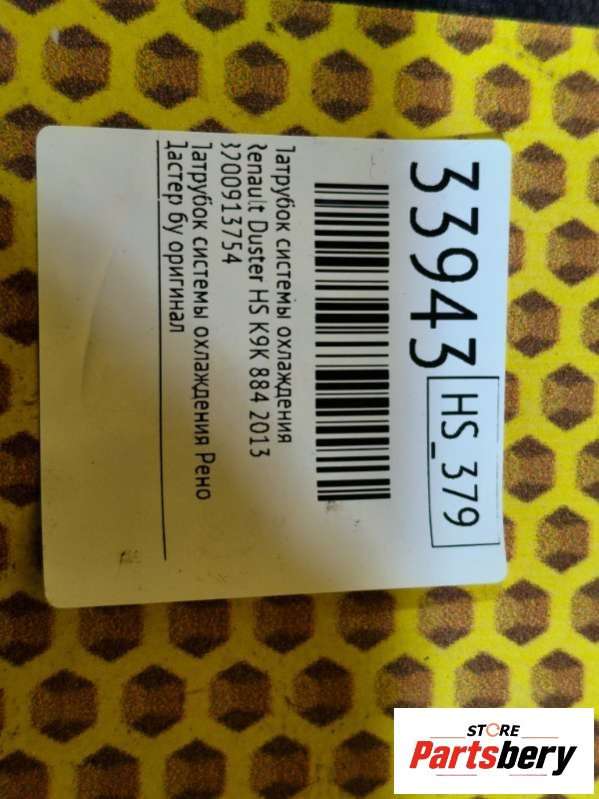 33943 HS_379
Патрубок системы охлаждения
Renault Duster HS K9K 884 2013
3700913754
Патрубок системы охлаждения Рено
Дастер бу оригинал
STORE
Partsbery